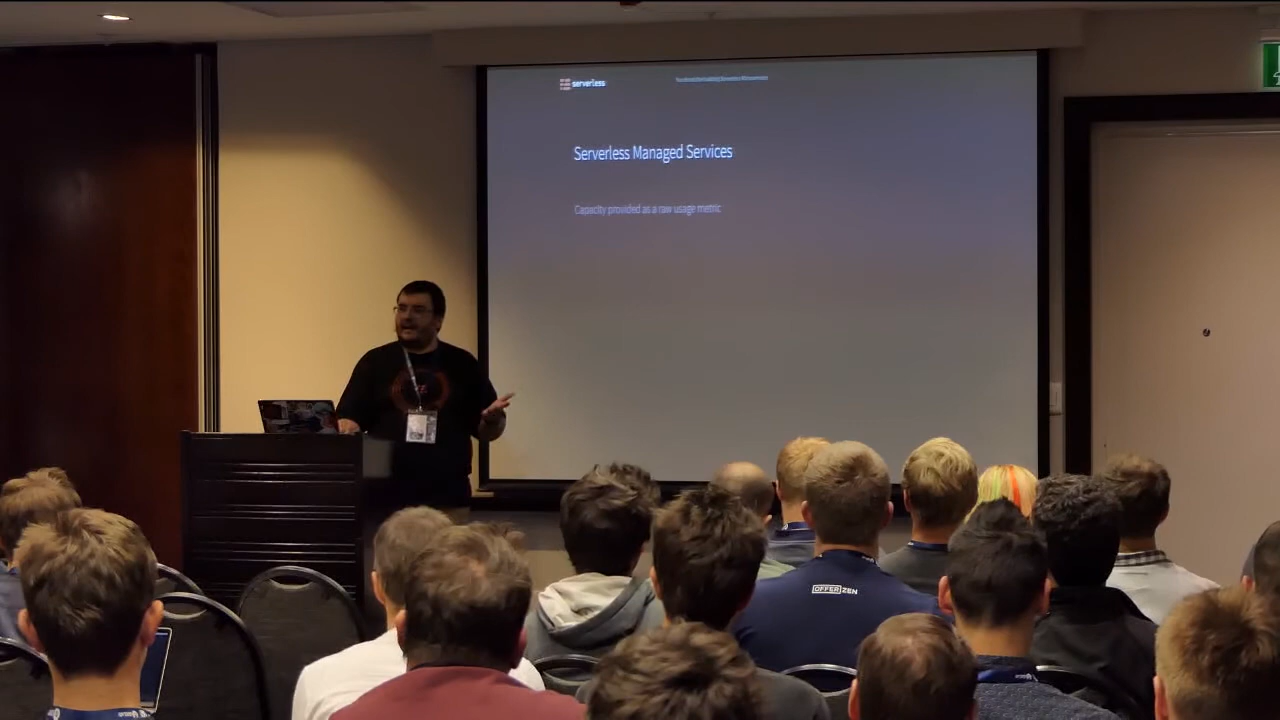 serverless
Serverless Managed Services
Capacity provided as a raw usage metric
OFFERZEN